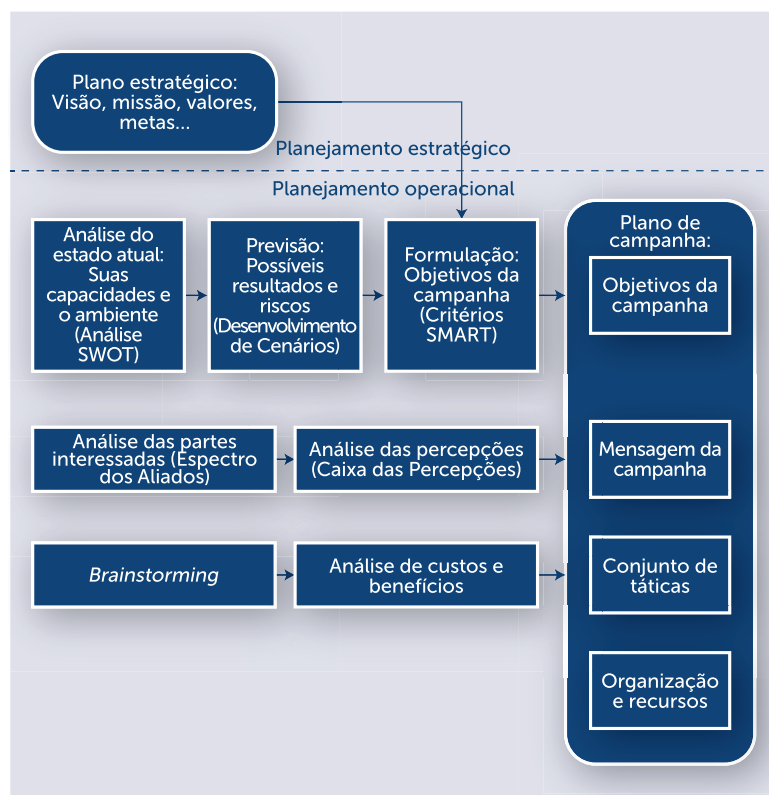 Plano estratégico:
Visão, missão, valores,
metas...
Planejamento estratégico
Planejamento operacional
Análise do
estado atual:
Suas
capacidades e
o ambiente
(Análise
SWOT)
Previsão:
Possíveis
resultados e
riscos
(Desenvolvimento
de Cenários)
Formulação:
Objetivos da
campanha
(Critérios
SMART)
Plano de
campanha:
Objetivos da
campanha
Análise das partes
interessadas (Espectro
dos Aliados)
Análise das percepções
(Caixa das Percepções)
Mensagem da
campanha
Brainstorming
Análise de custos e
benefícios
Conjunto de
táticas
Organização
e recursos